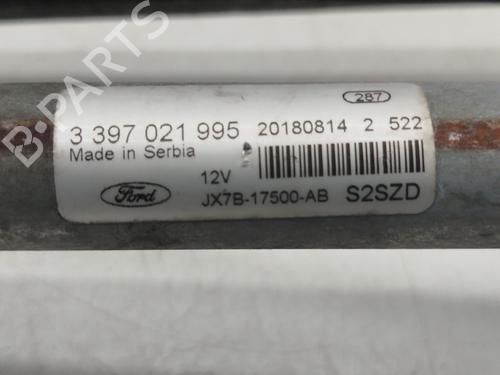 B-PARTS
287
3 397 021 995 20180814 2 522
Made in Serbia
12V
Ford JX7B-17500-AB S2SZD